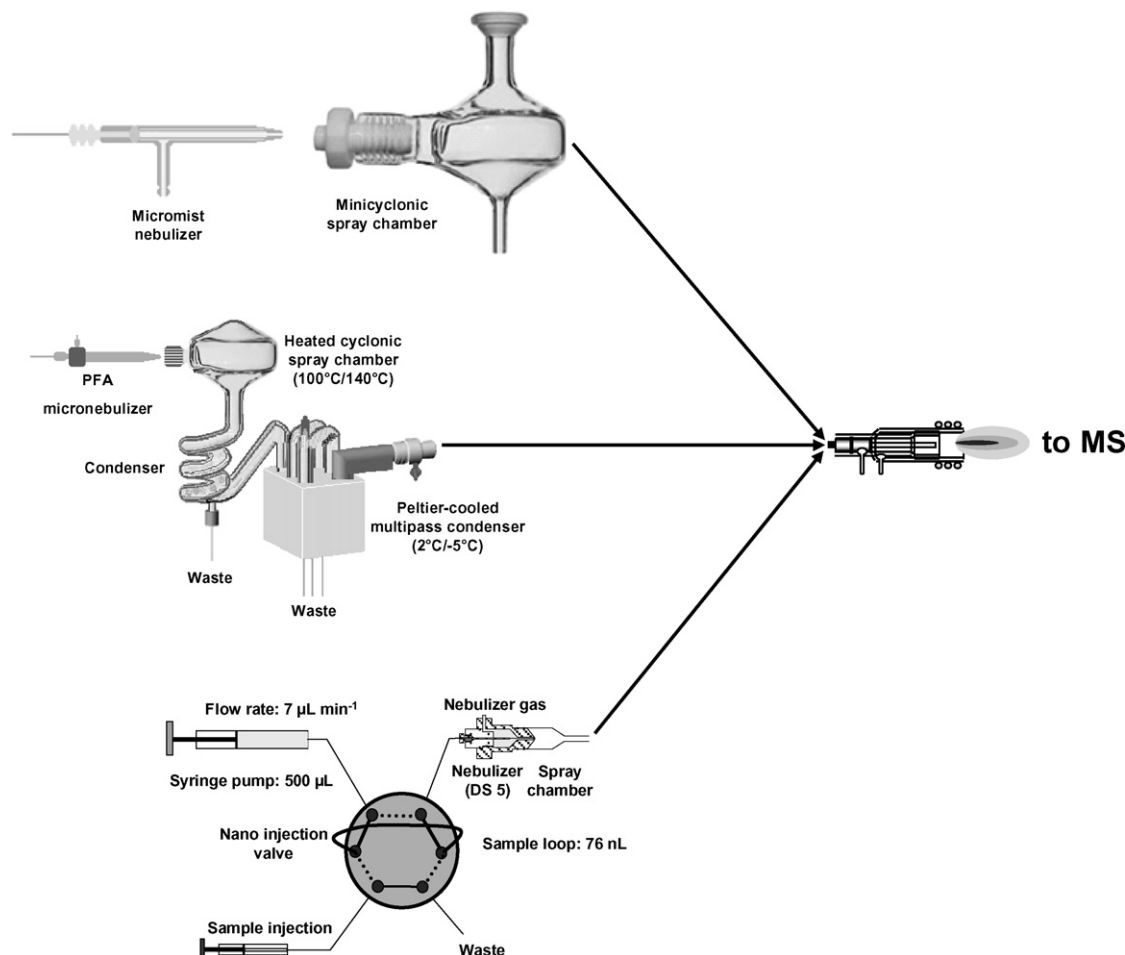 Micromist
nebulizer
Minicyclonic
spray chamber
PFA
micronebulizer
Heated cyclonic
spray chamber
(100°C/140°C)
Condenser
Waste
Peltier-cooled
multipass condenser
(2°C/-5°C)
Waste
to MS
Flow rate: 7 µL min⁻¹
Syringe pump: 500 µL
Nebulizer gas
Nebulizer
(DS 5)
Spray
chamber
Nano injection
valve
Sample loop: 76 nL
Sample injection
Waste